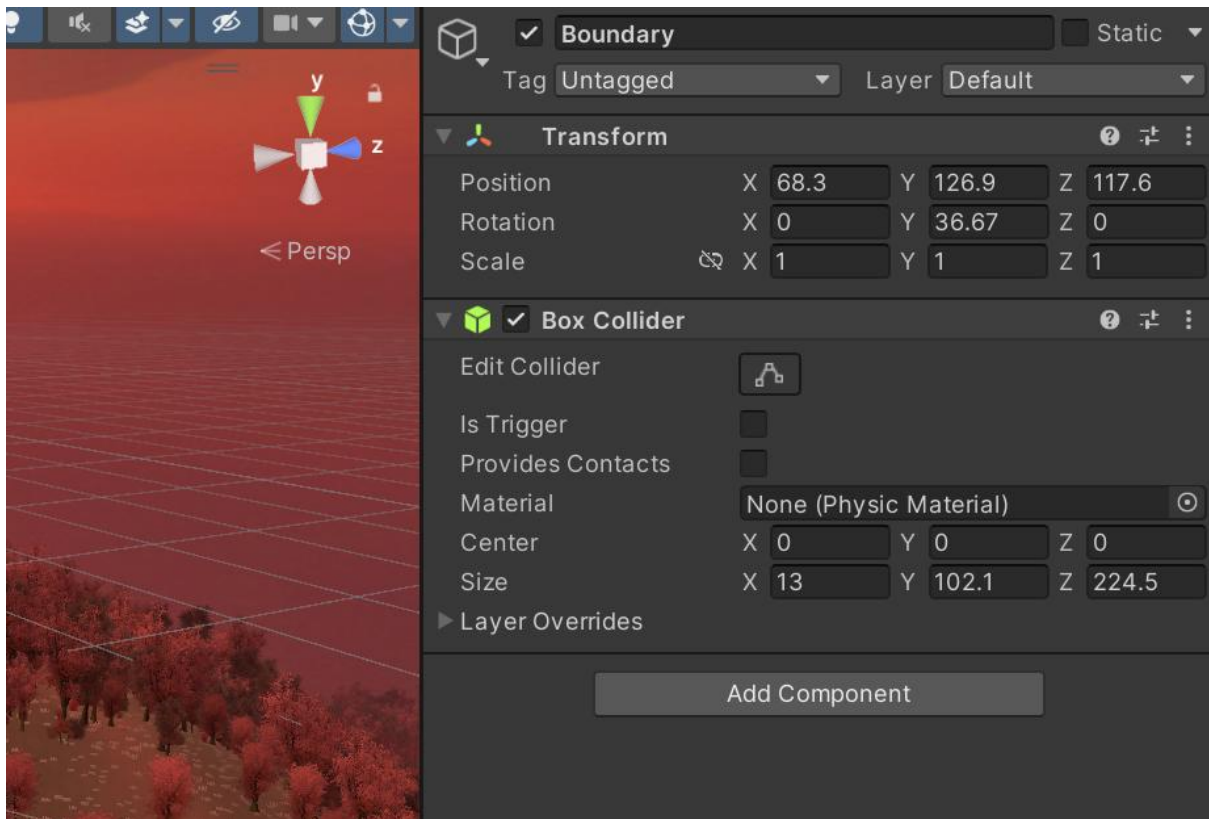 Boundary Static
Tag Untagged Layer Default
y
z
Persp
Transform
Position X 68.3 Y 126.9 Z 117.6
Rotation X 0 Y 36.67 Z 0
Scale X 1 Y 1 Z 1
Box Collider
Edit Collider
Is Trigger
Provides Contacts
Material None (Physic Material)
Center X 0 Y 0 Z 0
Size X 13 Y 102.1 Z 224.5
Layer Overrides
Add Component